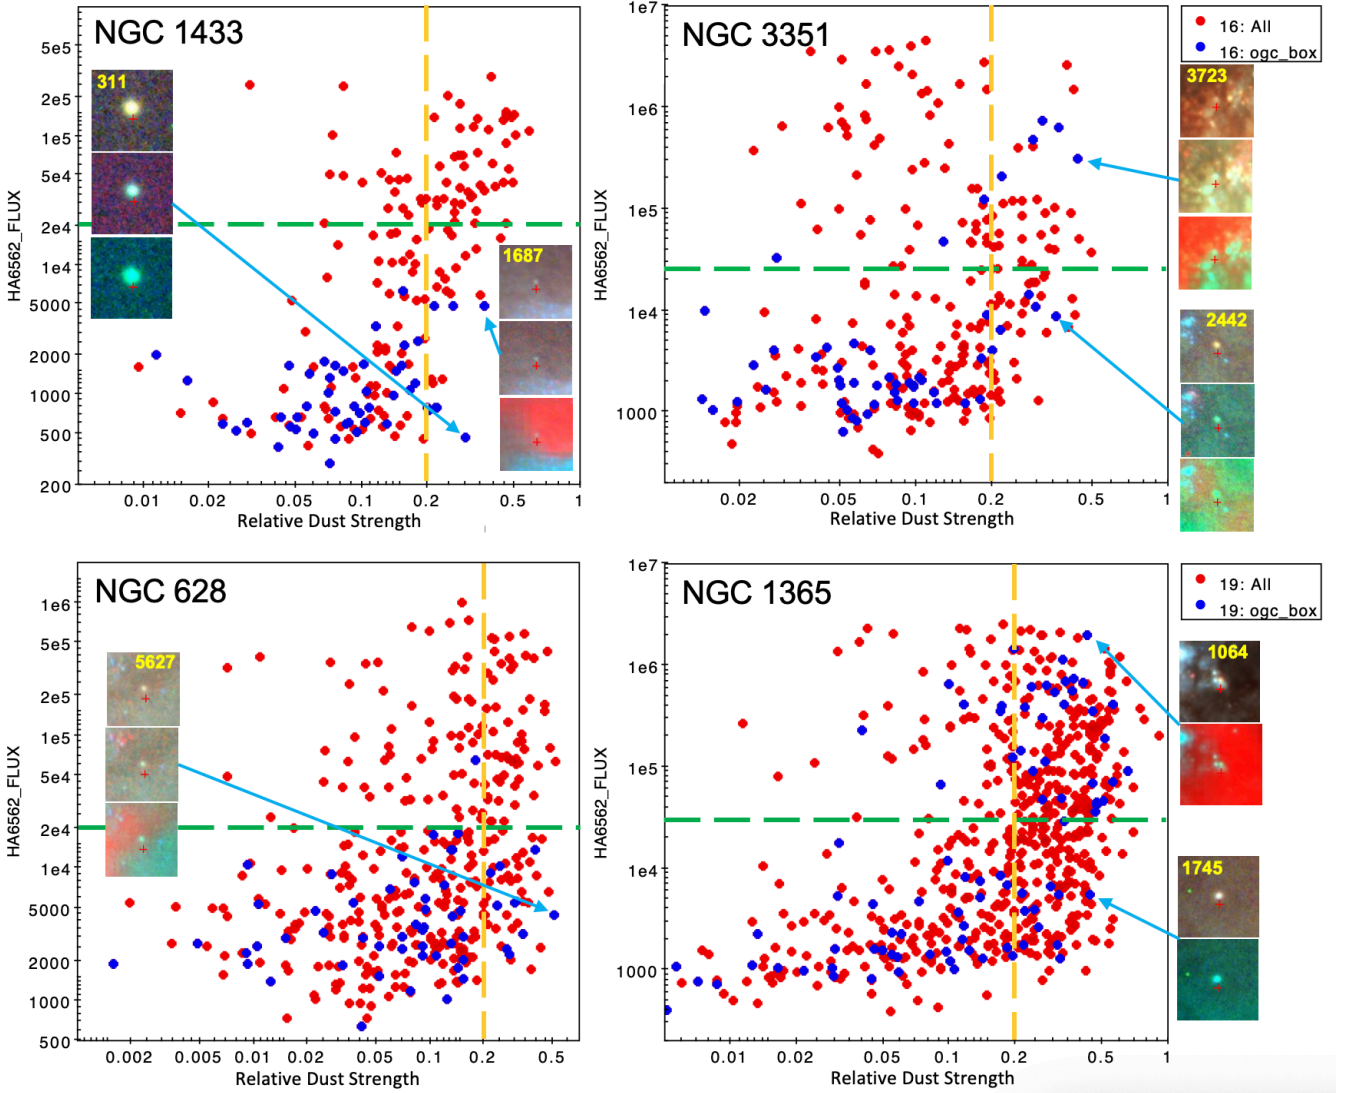 NGC 1433
HA6562_FLUX
5e5
2e5
1e5
5e4
2e4
1e4
5000
2000
1000
500
200
311
1687
0.01
0.02
0.05
0.1
0.2
0.5
1
Relative Dust Strength
NGC 3351
HA6562_FLUX
1e7
1e6
1e5
1e4
1000
0.02
0.05
0.1
0.2
0.5
1
Relative Dust Strength
16: All
16: ogc_box
3723
2442
NGC 628
HA6562_FLUX
1e6
5e5
2e5
1e5
5e4
2e4
1e4
5000
2000
1000
500
5627
0.002
0.005
0.01
0.02
0.05
0.1
0.2
0.5
Relative Dust Strength
NGC 1365
HA6562_FLUX
1e7
1e6
1e5
1e4
1000
0.01
0.02
0.05
0.1
0.2
0.5
1
Relative Dust Strength
19: All
19: ogc_box
1064
1745